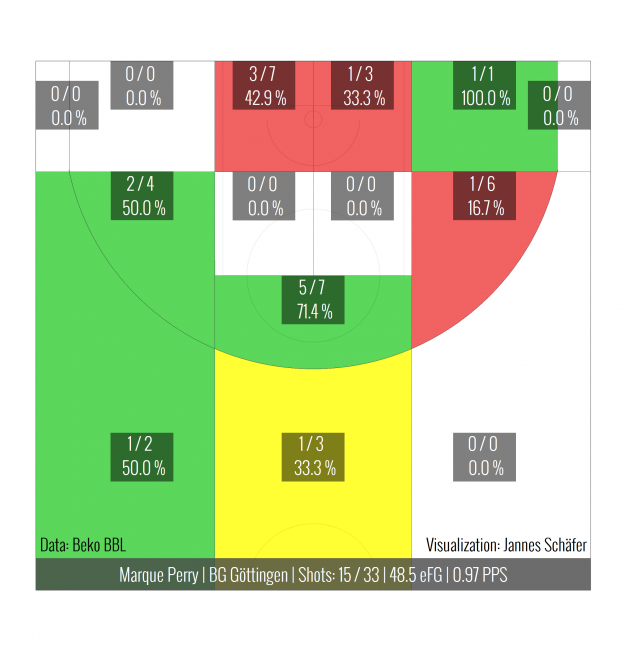 0 / 0
0.0 %
0 / 0
0.0 %
3 / 7
42.9 %
1 / 3
33.3 %
1 / 1
100.0 %
0 / 0
0.0 %
2 / 4
50.0 %
0 / 0
0.0 %
0 / 0
0.0 %
1 / 6
16.7 %
5 / 7
71.4 %
1 / 2
50.0 %
1 / 3
33.3 %
0 / 0
0.0 %
Data: Beko BBL
Visualization: Jannes Schäfer
Marque Perry | BG Göttingen | Shots: 15 / 33 | 48.5 eFG | 0.97 PPS